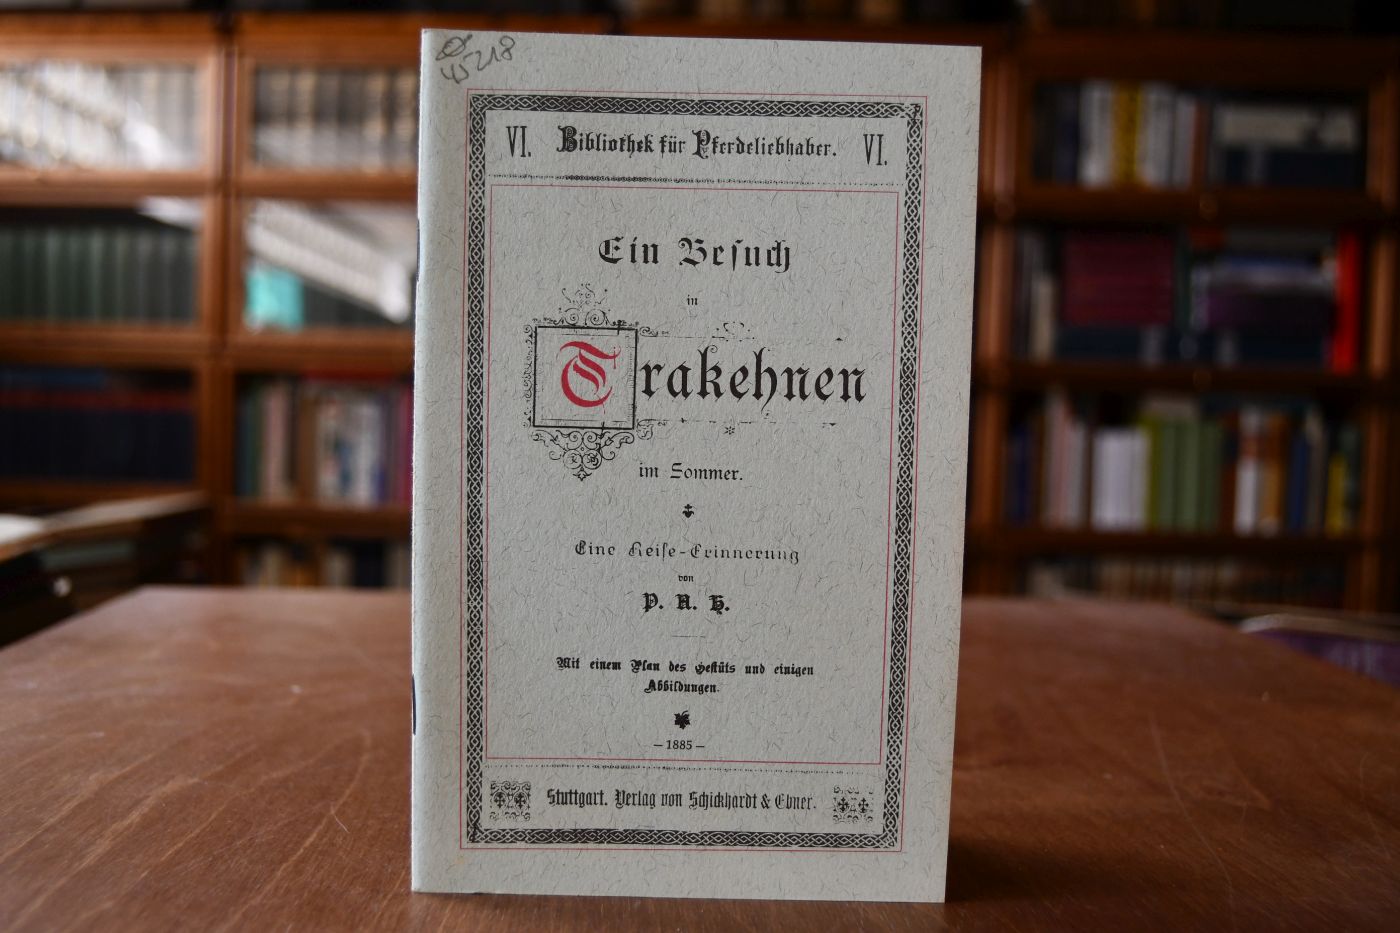 45218
VI. Bibliothek für Pferdeliebhaber. VI.
Ein Besuch
in
Trakehnen
im Sommer.
Eine Reise-Erinnerung
von
P. A. H.
Mit einem Plan des Gestüts und einigen
Abbildungen.
– 1885 –
Stuttgart. Verlag von Schickhardt & Ebner.